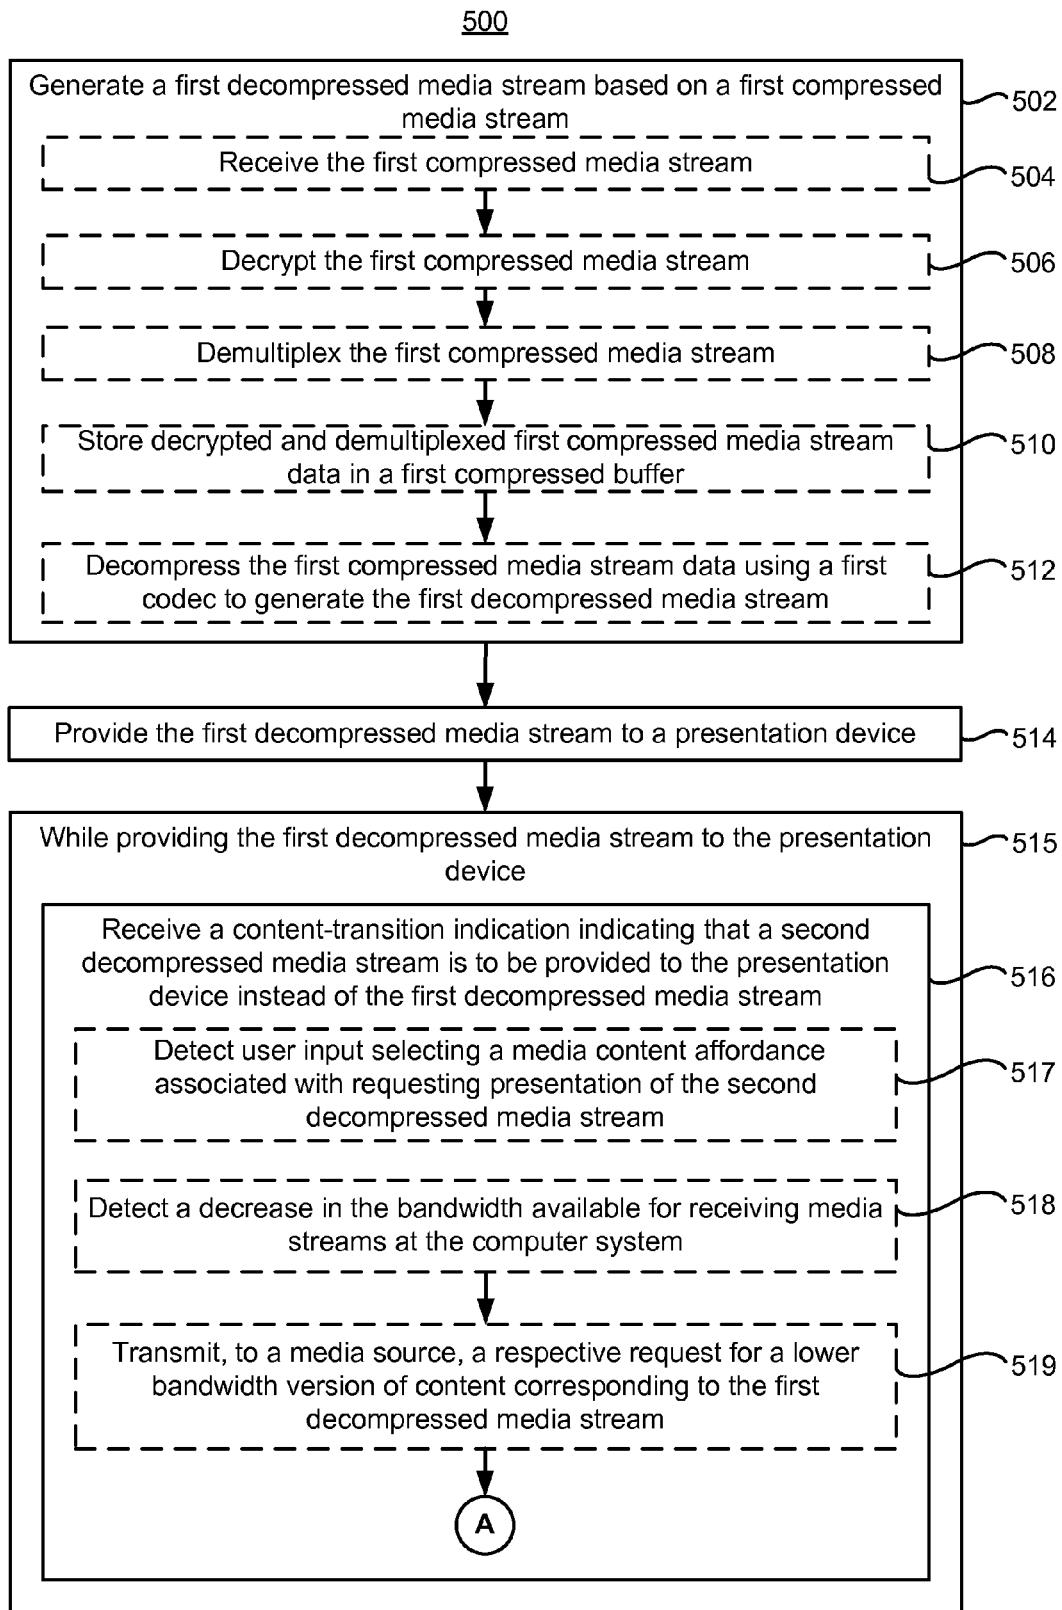 500
Generate a first decompressed media stream based on a first compressed
media stream
502
Receive the first compressed media stream
504
Decrypt the first compressed media stream
506
Demultiplex the first compressed media stream
508
Store decrypted and demultiplexed first compressed media stream
data in a first compressed buffer
510
Decompress the first compressed media stream data using a first
codec to generate the first decompressed media stream
512
Provide the first decompressed media stream to a presentation device
514
While providing the first decompressed media stream to the presentation
device
515
Receive a content-transition indication indicating that a second
decompressed media stream is to be provided to the presentation
device instead of the first decompressed media stream
516
Detect user input selecting a media content affordance
associated with requesting presentation of the second
decompressed media stream
517
Detect a decrease in the bandwidth available for receiving media
streams at the computer system
518
Transmit, to a media source, a respective request for a lower
bandwidth version of content corresponding to the first
decompressed media stream
519
A